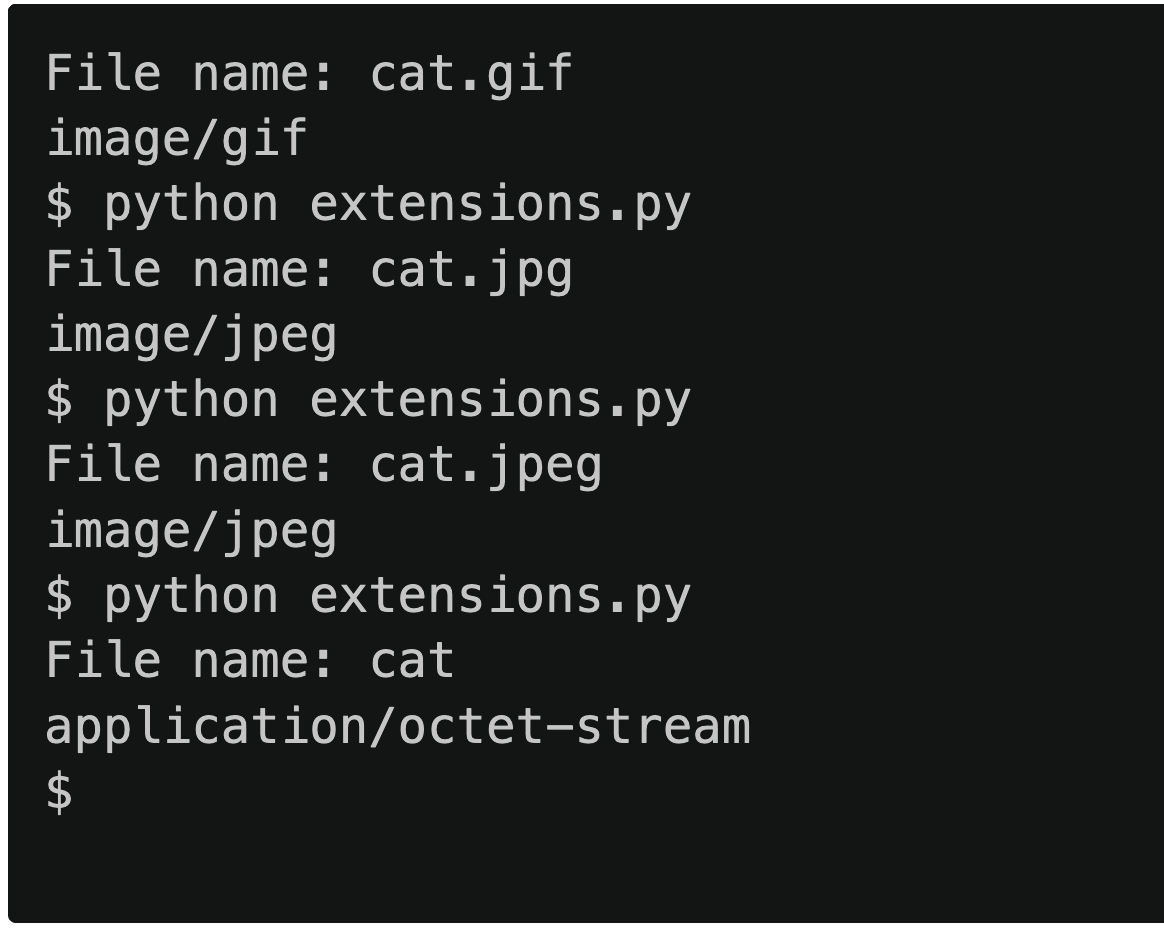 File name: cat.gif
image/gif
$ python extensions.py
File name: cat.jpg
image/jpeg
$ python extensions.py
File name: cat.jpeg
image/jpeg
$ python extensions.py
File name: cat
application/octet-stream
$